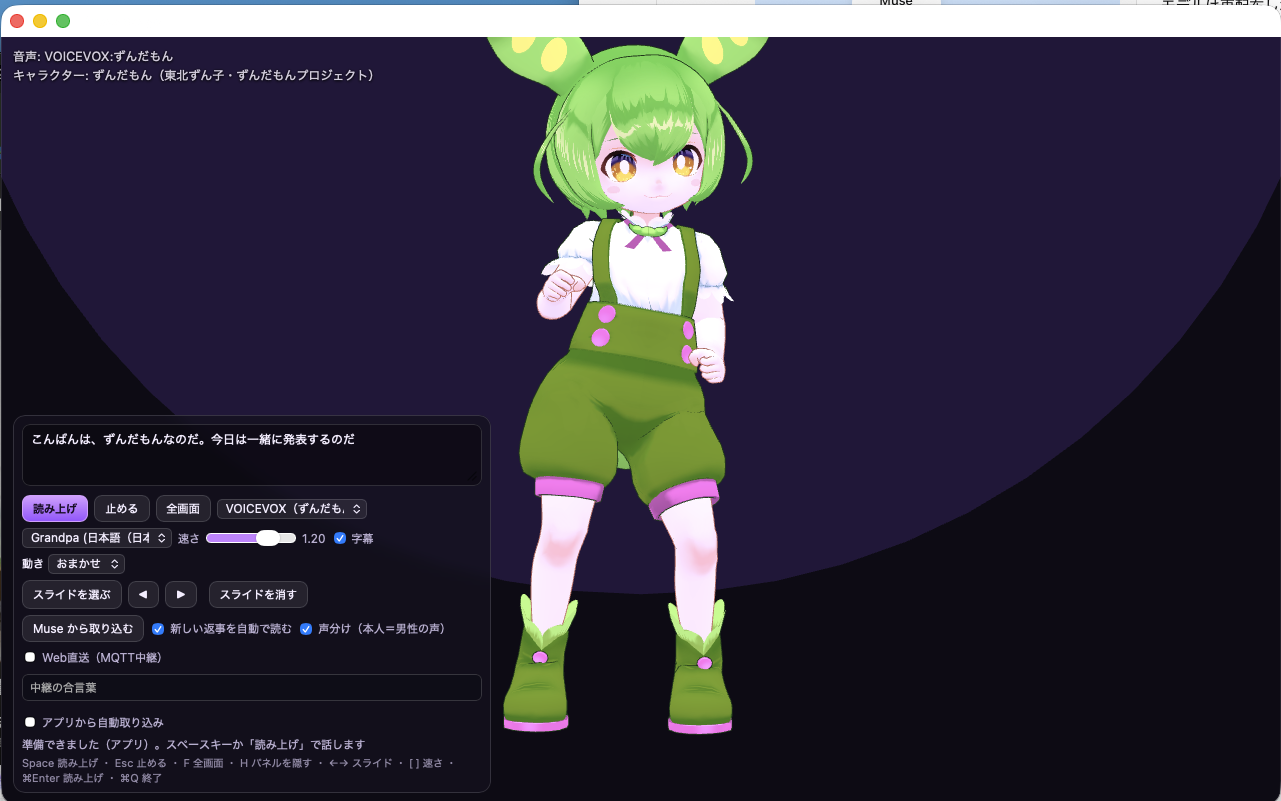 Muse
音声: VOICEVOX:ずんだもん
キャラクター: ずんだもん（東北ずん子・ずんだもんプロジェクト）
こんばんは、ずんだもんなのだ。今日は一緒に発表するのだ
読み上げ 止める 全画面 VOICEVOX（ずんだも
Grandpa (日本語（日本 速さ 1.20 字幕
動き おまかせ
スライドを選ぶ ◀ ▶ スライドを消す
Muse から取り込む 新しい返事を自動で読む 声分け（本人＝男性の声）
Web直送（MQTT中継）
中継の合言葉
アプリから自動取り込み
準備できました（アプリ）。スペースキーか「読み上げ」で話します
Space 読み上げ ・ Esc 止める ・ F 全画面 ・ H パネルを隠す ・ ←→ スライド ・ [ ] 速さ ・
⌘Enter 読み上げ ・ ⌘Q 終了